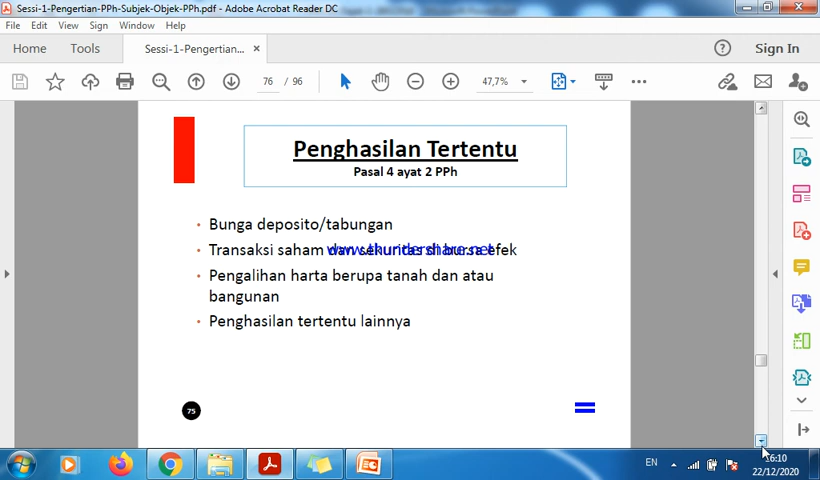 Sessi-1-Pengertian-PPh-Subjek-Objek-PPh.pdf - Adobe Acrobat Reader DC
File Edit View Sign Window Help
Home Tools Sessi-1-Pengertian... × Sign In
76 / 96 47,7%
Penghasilan Tertentu
Pasal 4 ayat 2 PPh
• Bunga deposito/tabungan
• Transaksi saham dan sekuritas di bursa efek
• Pengalihan harta berupa tanah dan atau
bangunan
• Penghasilan tertentu lainnya
75
EN 16:10
22/12/2020